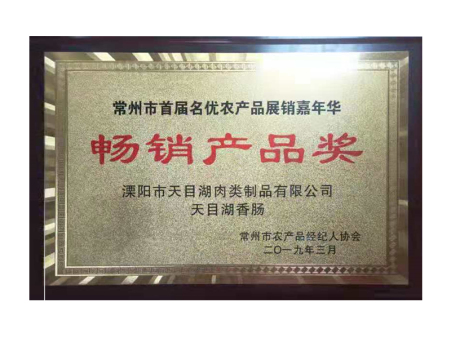 常州市首届名优农产品展销嘉年华
畅销产品奖
溧阳市天目湖肉类制品有限公司
天目湖香肠
常州市农产品经纪人协会
二〇一九年三月